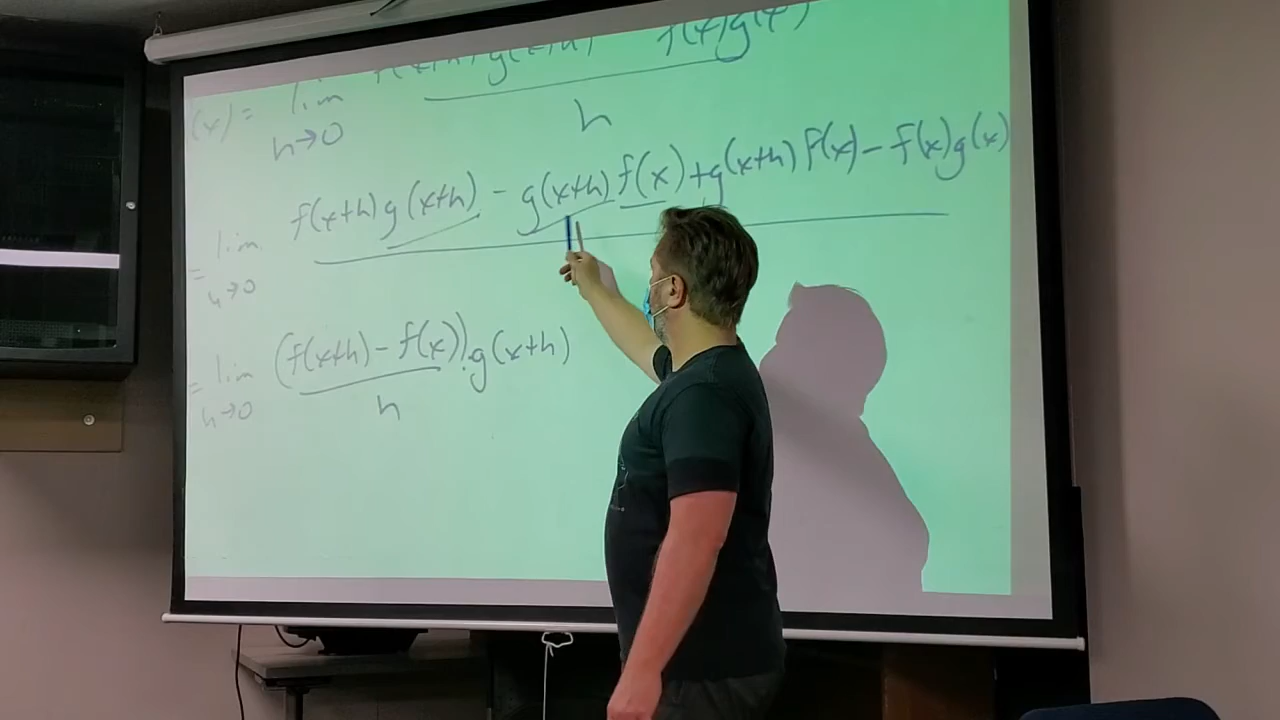 (x) = lim f(x+h)g(x+h) f(x)g(x)
h→0 h
= lim f(x+h)g(x+h) - g(x+h)f(x)+g(x+h)f(x)-f(x)g(x)
h→0
= lim (f(x+h)-f(x)).g(x+h)
h→0 h